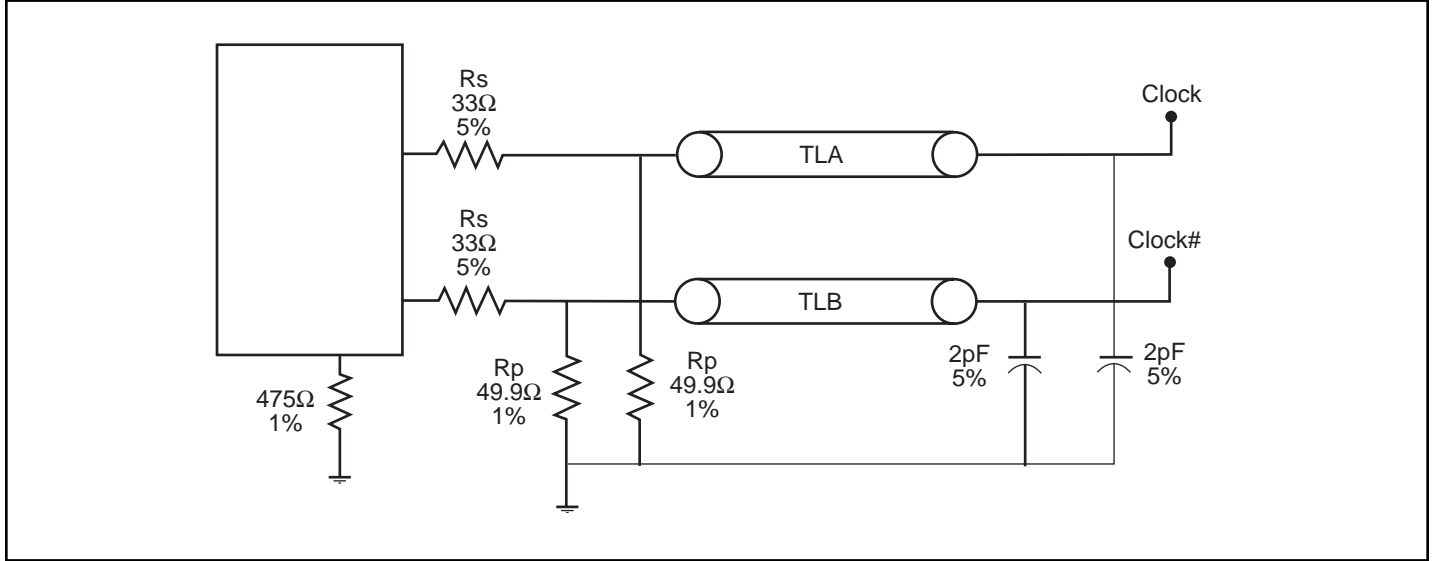 Rs
33Ω
5%
Clock
TLA
Rs
33Ω
5%
Clock#
TLB
475Ω
1%
Rp
49.9Ω
1%
Rp
49.9Ω
1%
2pF
5%
2pF
5%